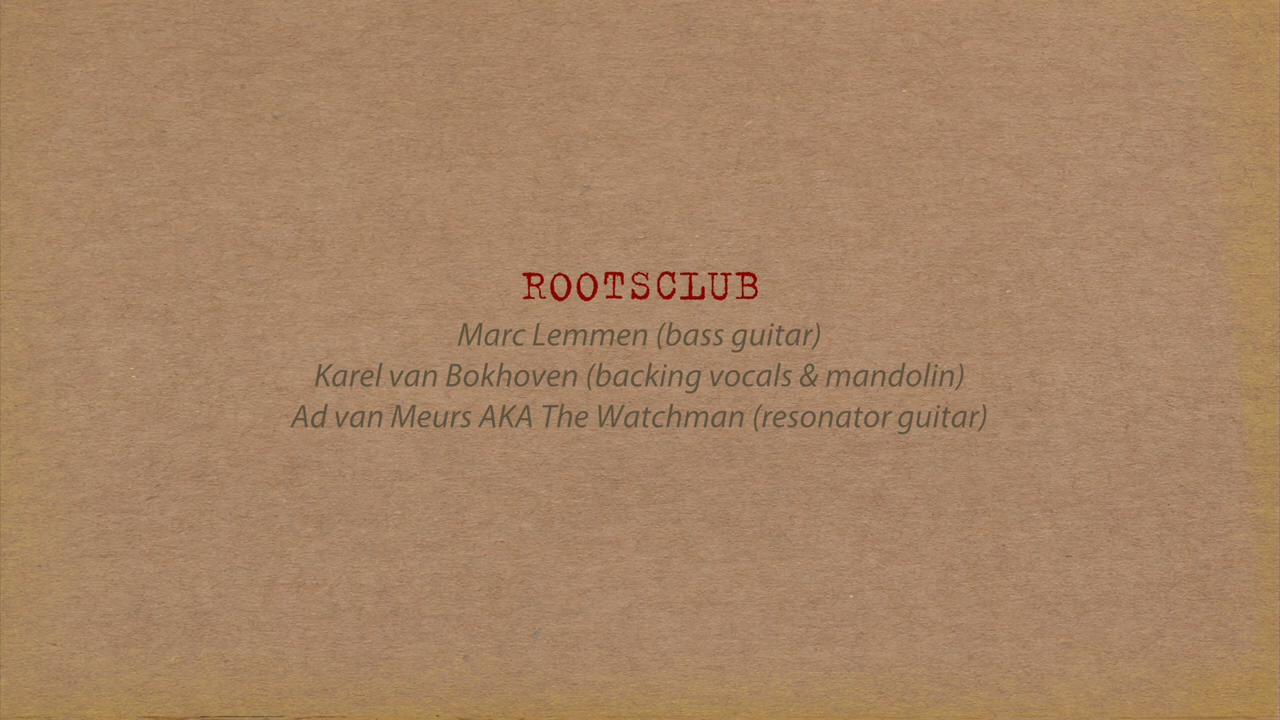 ROOTSCLUB
Marc Lemmen (bass guitar)
Karel van Bokhoven (backing vocals & mandolin)
Ad van Meurs AKA The Watchman (resonator guitar)